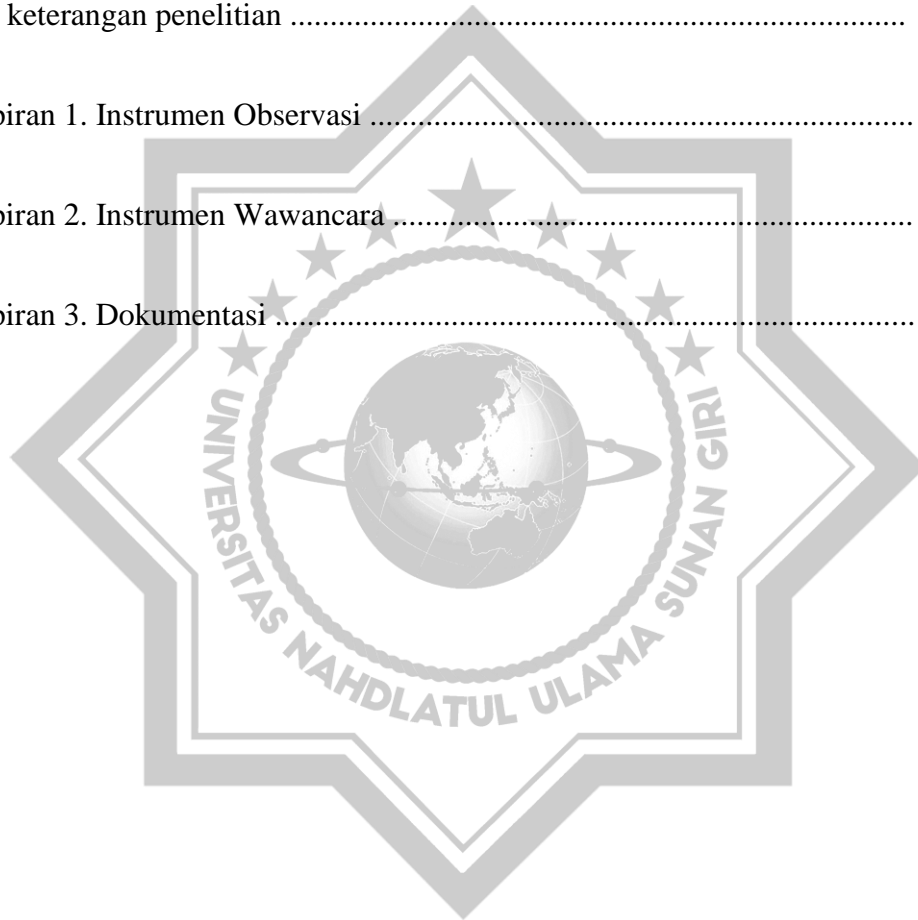 keterangan penelitian ...........................................................................
piran 1. Instrumen Observasi ..................................................................
piran 2. Instrumen Wawancara ...............................................................
piran 3. Dokumentasi ..............................................................................
UNIVERSITAS NAHDLATUL ULAMA SUNAN GIRI